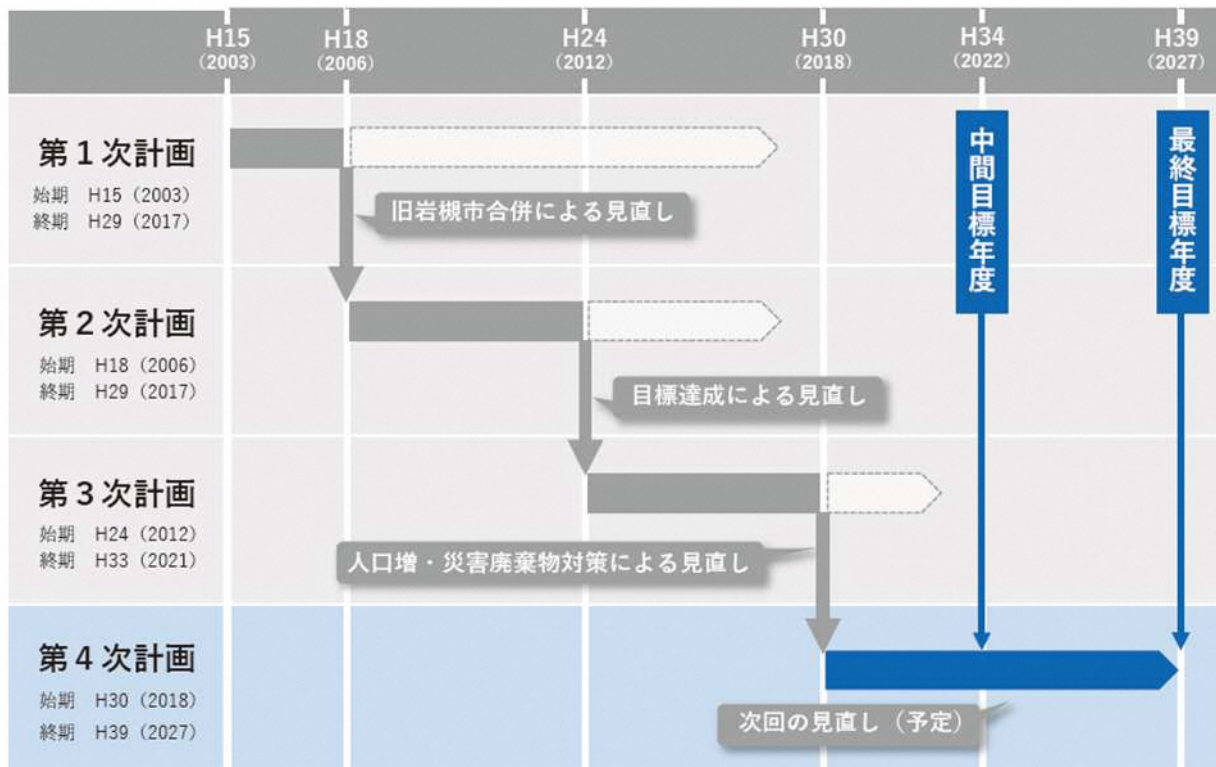 H15
(2003)
H18
(2006)
H24
(2012)
H30
(2018)
H34
(2022)
H39
(2027)
第1次計画
始期 H15(2003)
終期 H29(2017)
旧岩槻市合併による見直し
中間目標年度
最終目標年度
第2次計画
始期 H18(2006)
終期 H29(2017)
目標達成による見直し
第3次計画
始期 H24(2012)
終期 H33(2021)
人口増・災害廃棄物対策による見直し
第4次計画
始期 H30(2018)
終期 H39(2027)
次回の見直し(予定)